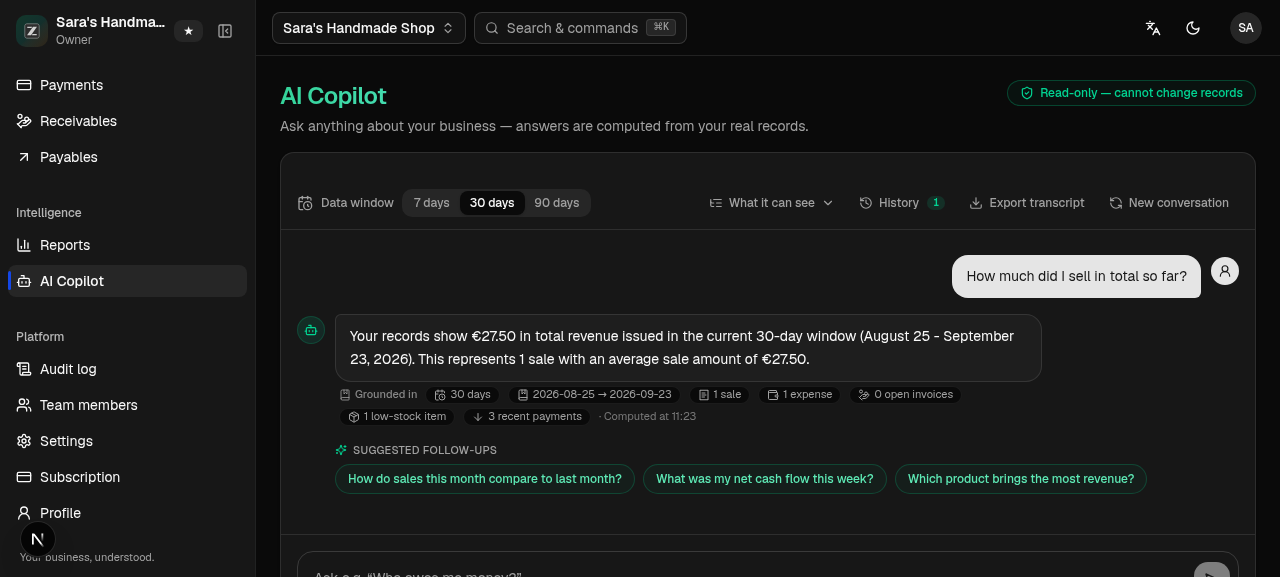 Sara's Handma...
Owner
Payments
Receivables
Payables
Intelligence
Reports
AI Copilot
Platform
Audit log
Team members
Settings
Subscription
Profile
N
Your business, understood.
Sara's Handmade Shop
Search & commands ⌘K
SA
AI Copilot
Read-only — cannot change records
Ask anything about your business — answers are computed from your real records.
Data window 7 days 30 days 90 days
What it can see
History 1
Export transcript
New conversation
How much did I sell in total so far?
Your records show €27.50 in total revenue issued in the current 30-day window (August 25 - September
23, 2026). This represents 1 sale with an average sale amount of €27.50.
Grounded in 30 days 2026-08-25 → 2026-09-23 1 sale 1 expense 0 open invoices
1 low-stock item 3 recent payments · Computed at 11:23
SUGGESTED FOLLOW-UPS
How do sales this month compare to last month? What was my net cash flow this week? Which product brings the most revenue?
Ask e.g. “Who owes me money?”